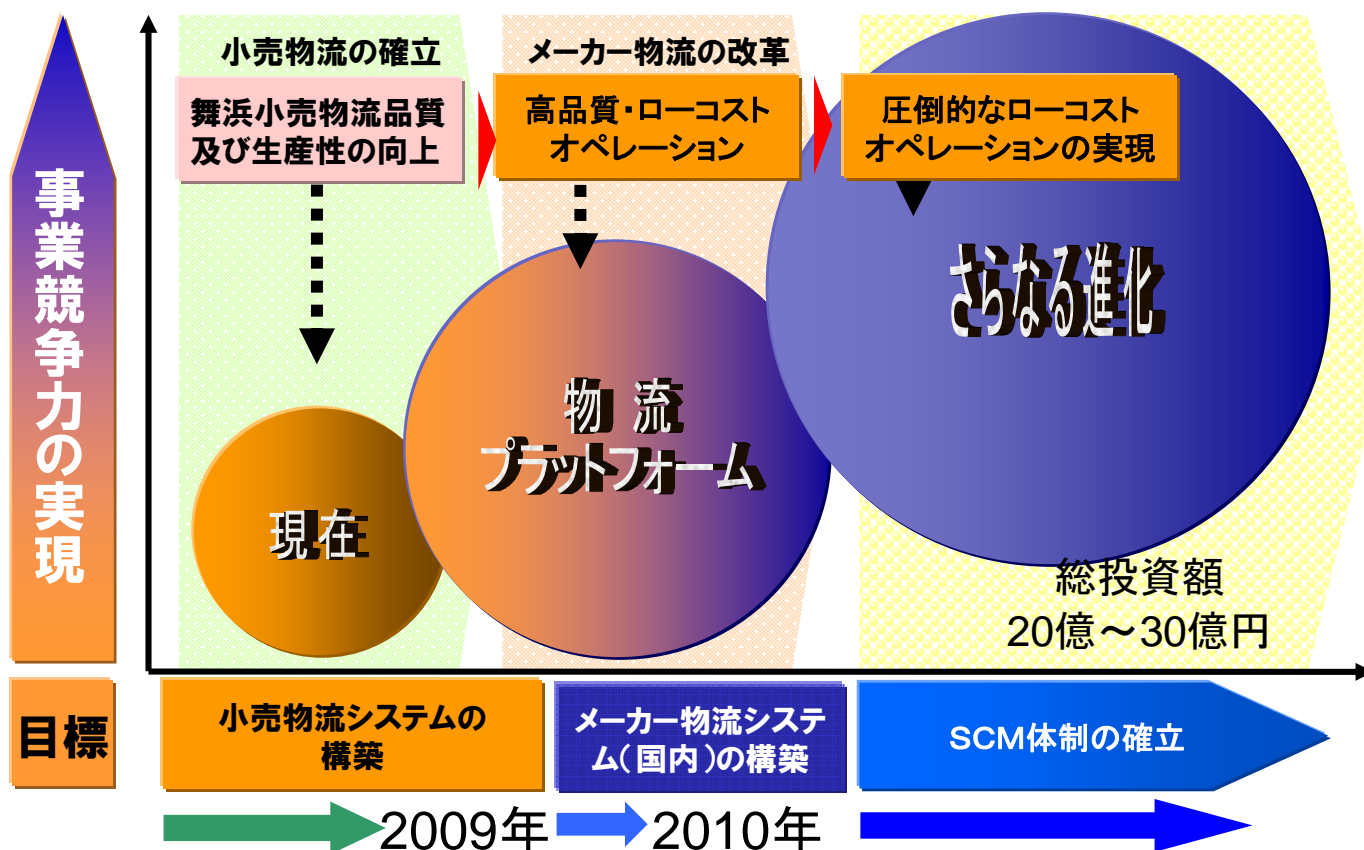 事業競争力の実現
小売物流の確立
舞浜小売物流品質
及び生産性の向上
メーカー物流の改革
高品質・ローコスト
オペレーション
圧倒的なローコスト
オペレーションの実現
現在
物 流
プラットフォーム
さらなる進化
総投資額
20億～30億円
目標
小売物流システムの
構築
メーカー物流システ
ム（国内）の構築
ＳＣＭ体制の確立
2009年
2010年